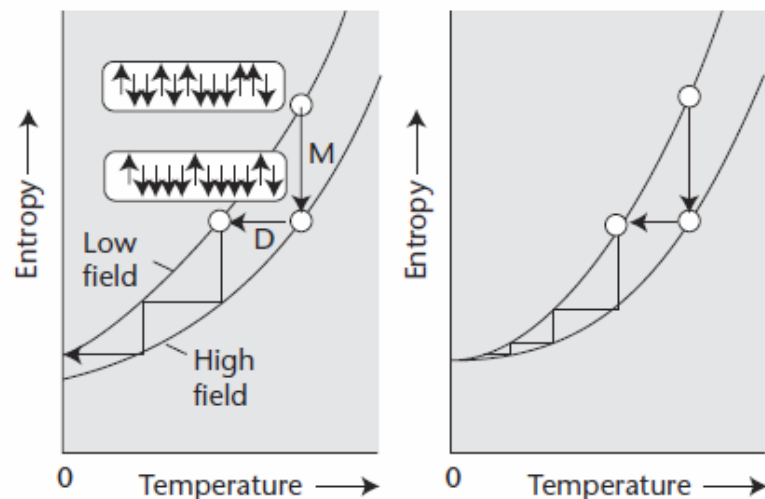 Entropy
M
D
Low
field
High
field
0
Temperature
Entropy
0
Temperature